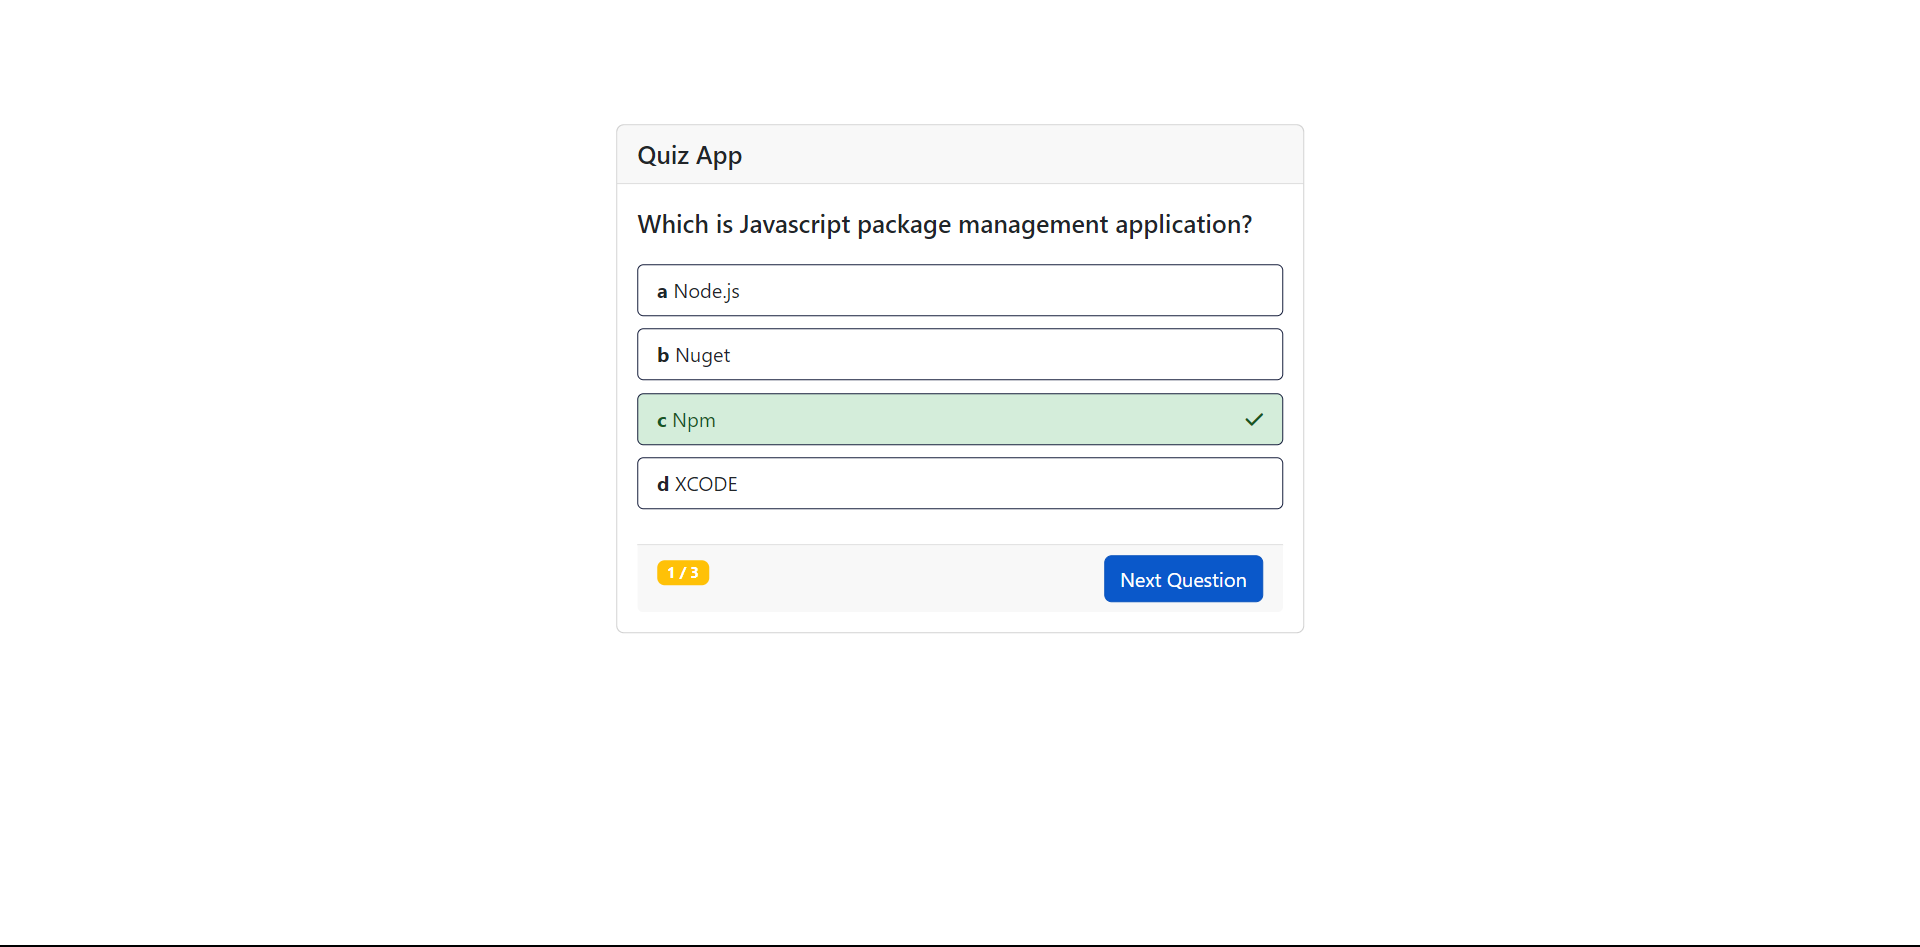 Quiz App
Which is Javascript package management application?
a Node.js
b Nuget
c Npm
d XCODE
1 / 3
Next Question